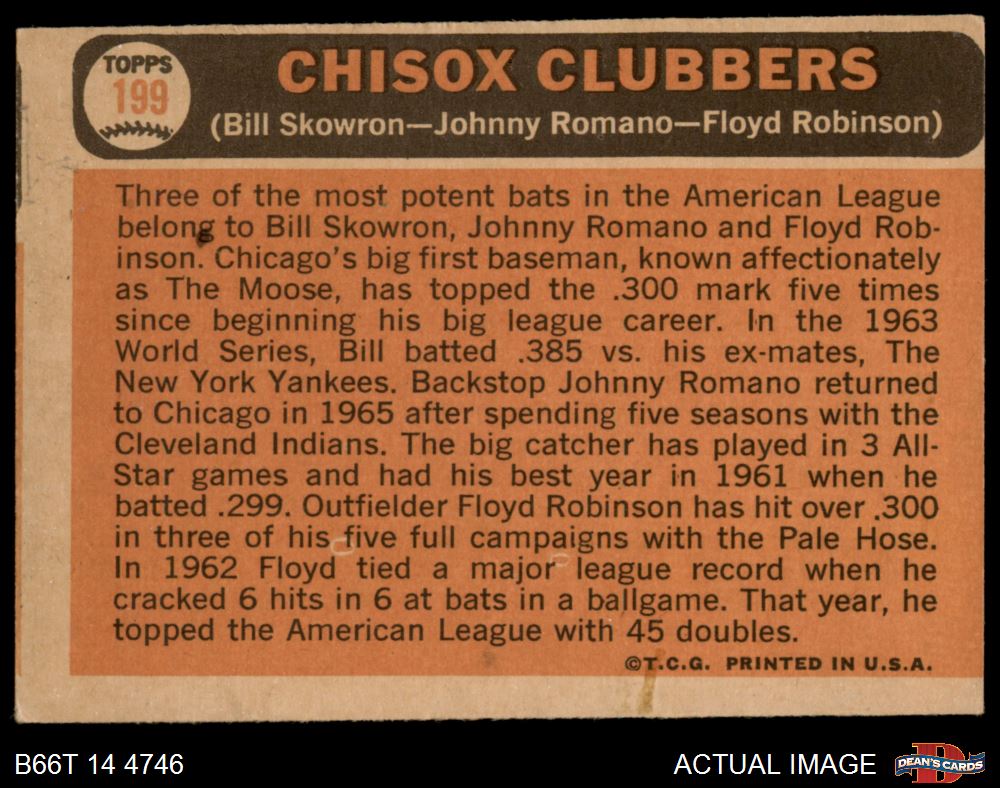 TOPPS
199
CHISOX CLUBBERS
(Bill Skowron—Johnny Romano—Floyd Robinson)
Three of the most potent bats in the American League
belong to Bill Skowron, Johnny Romano and Floyd Rob-
inson. Chicago's big first baseman, known affectionately
as The Moose, has topped the .300 mark five times
since beginning his big league career. In the 1963
World Series, Bill batted .385 vs. his ex-mates, The
New York Yankees. Backstop Johnny Romano returned
to Chicago in 1965 after spending five seasons with the
Cleveland Indians. The big catcher has played in 3 All-
Star games and had his best year in 1961 when he
batted .299. Outfielder Floyd Robinson has hit over .300
in three of his five full campaigns with the Pale Hose.
In 1962 Floyd tied a major league record when he
cracked 6 hits in 6 at bats in a ballgame. That year, he
topped the American League with 45 doubles.
©T.C.G. PRINTED IN U.S.A.
B66T 14 4746
ACTUAL IMAGE
D
DEAN'S CARDS